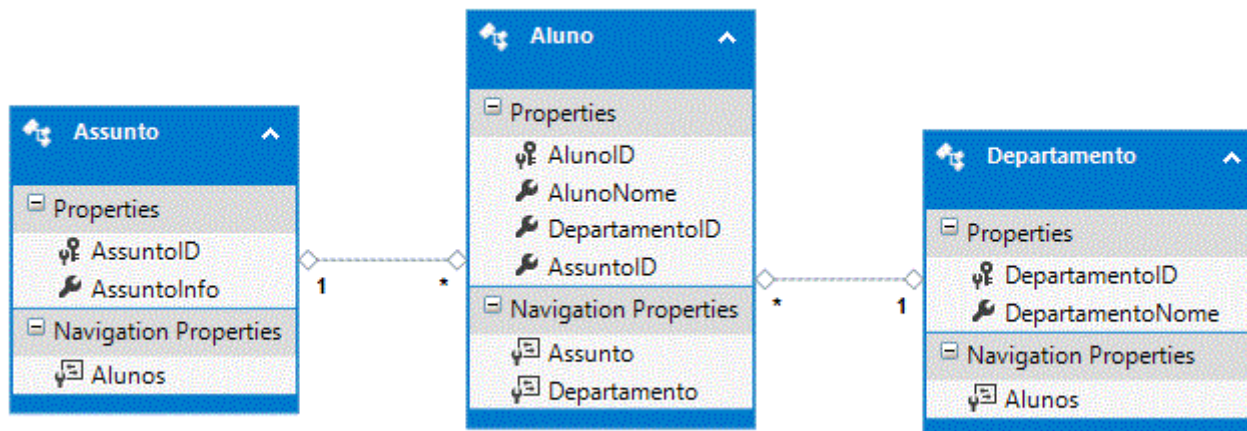 Assunto
Properties
AssuntoID
AssuntoInfo
Navigation Properties
Alunos
1
*
Aluno
Properties
AlunoID
AlunoNome
DepartamentoID
AssuntoID
Navigation Properties
Assunto
Departamento
*
1
Departamento
Properties
DepartamentoID
DepartamentoNome
Navigation Properties
Alunos